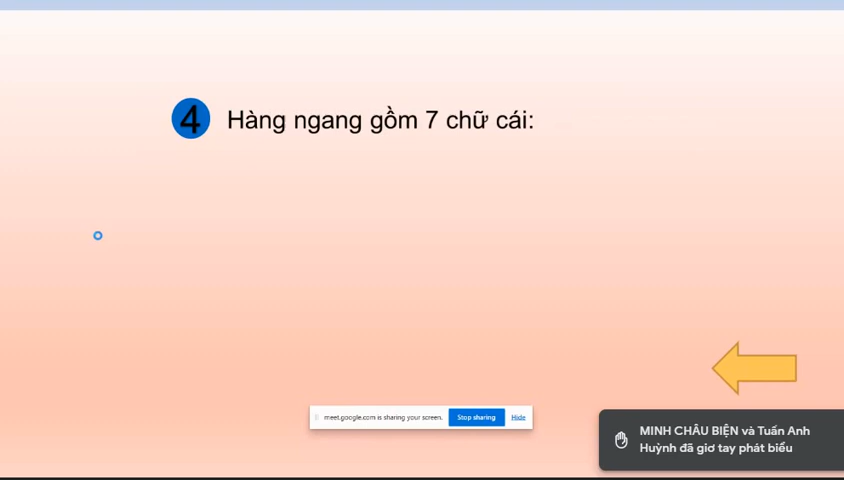 4 Hàng ngang gồm 7 chữ cái:
meet.google.com is sharing your screen. Stop sharing Hide
MINH CHÂU BIỆN và Tuấn Anh
Huỳnh đã giơ tay phát biểu